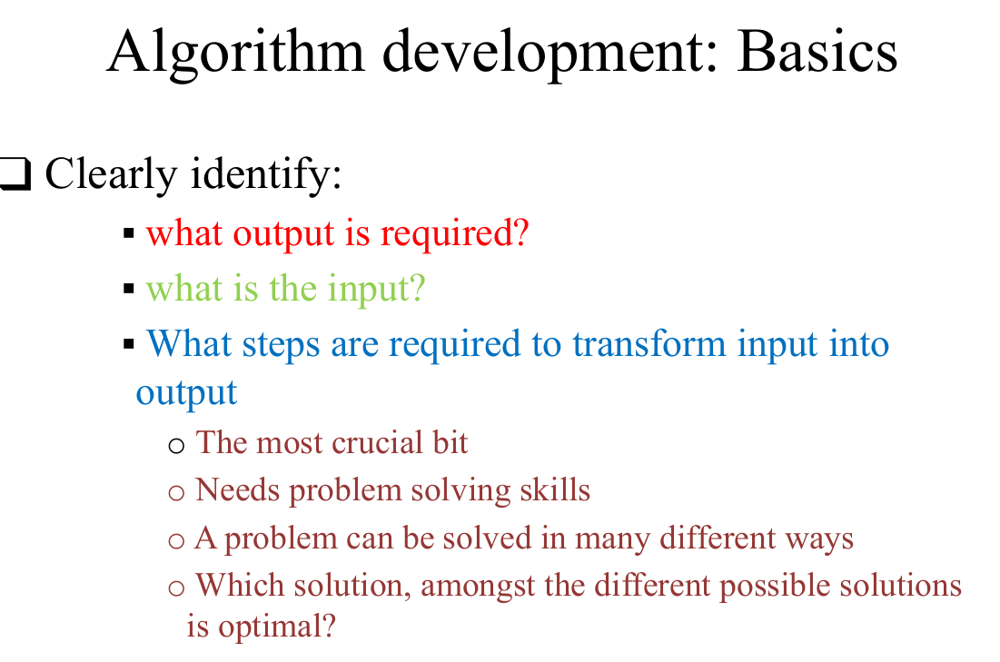 Algorithm development: Basics
❑ Clearly identify:
▪ what output is required?
▪ what is the input?
▪ What steps are required to transform input into
output
o The most crucial bit
o Needs problem solving skills
o A problem can be solved in many different ways
o Which solution, amongst the different possible solutions
is optimal?